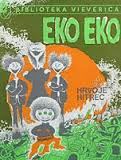 BIBLIOTEKA VJEVERICA
EKO EKO
HRVOJE
HITREC